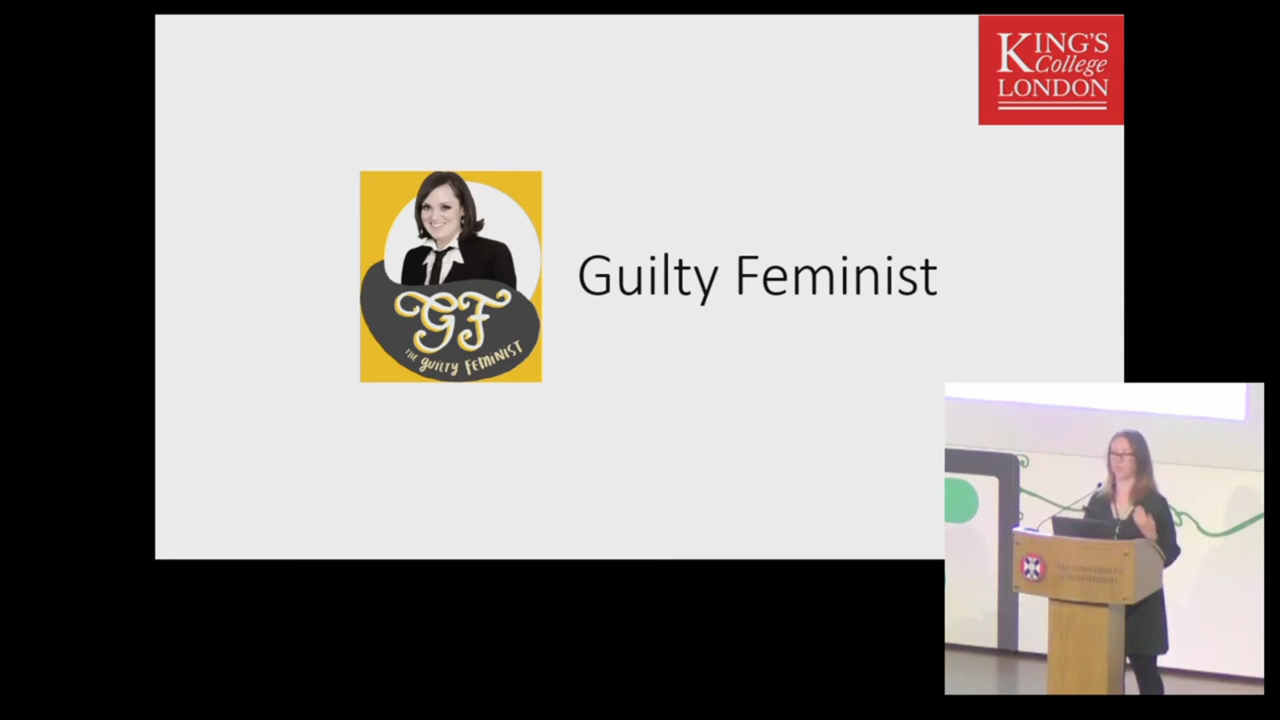 KING'S
College
LONDON
Guilty Feminist
GF
THE GUILTY FEMINIST